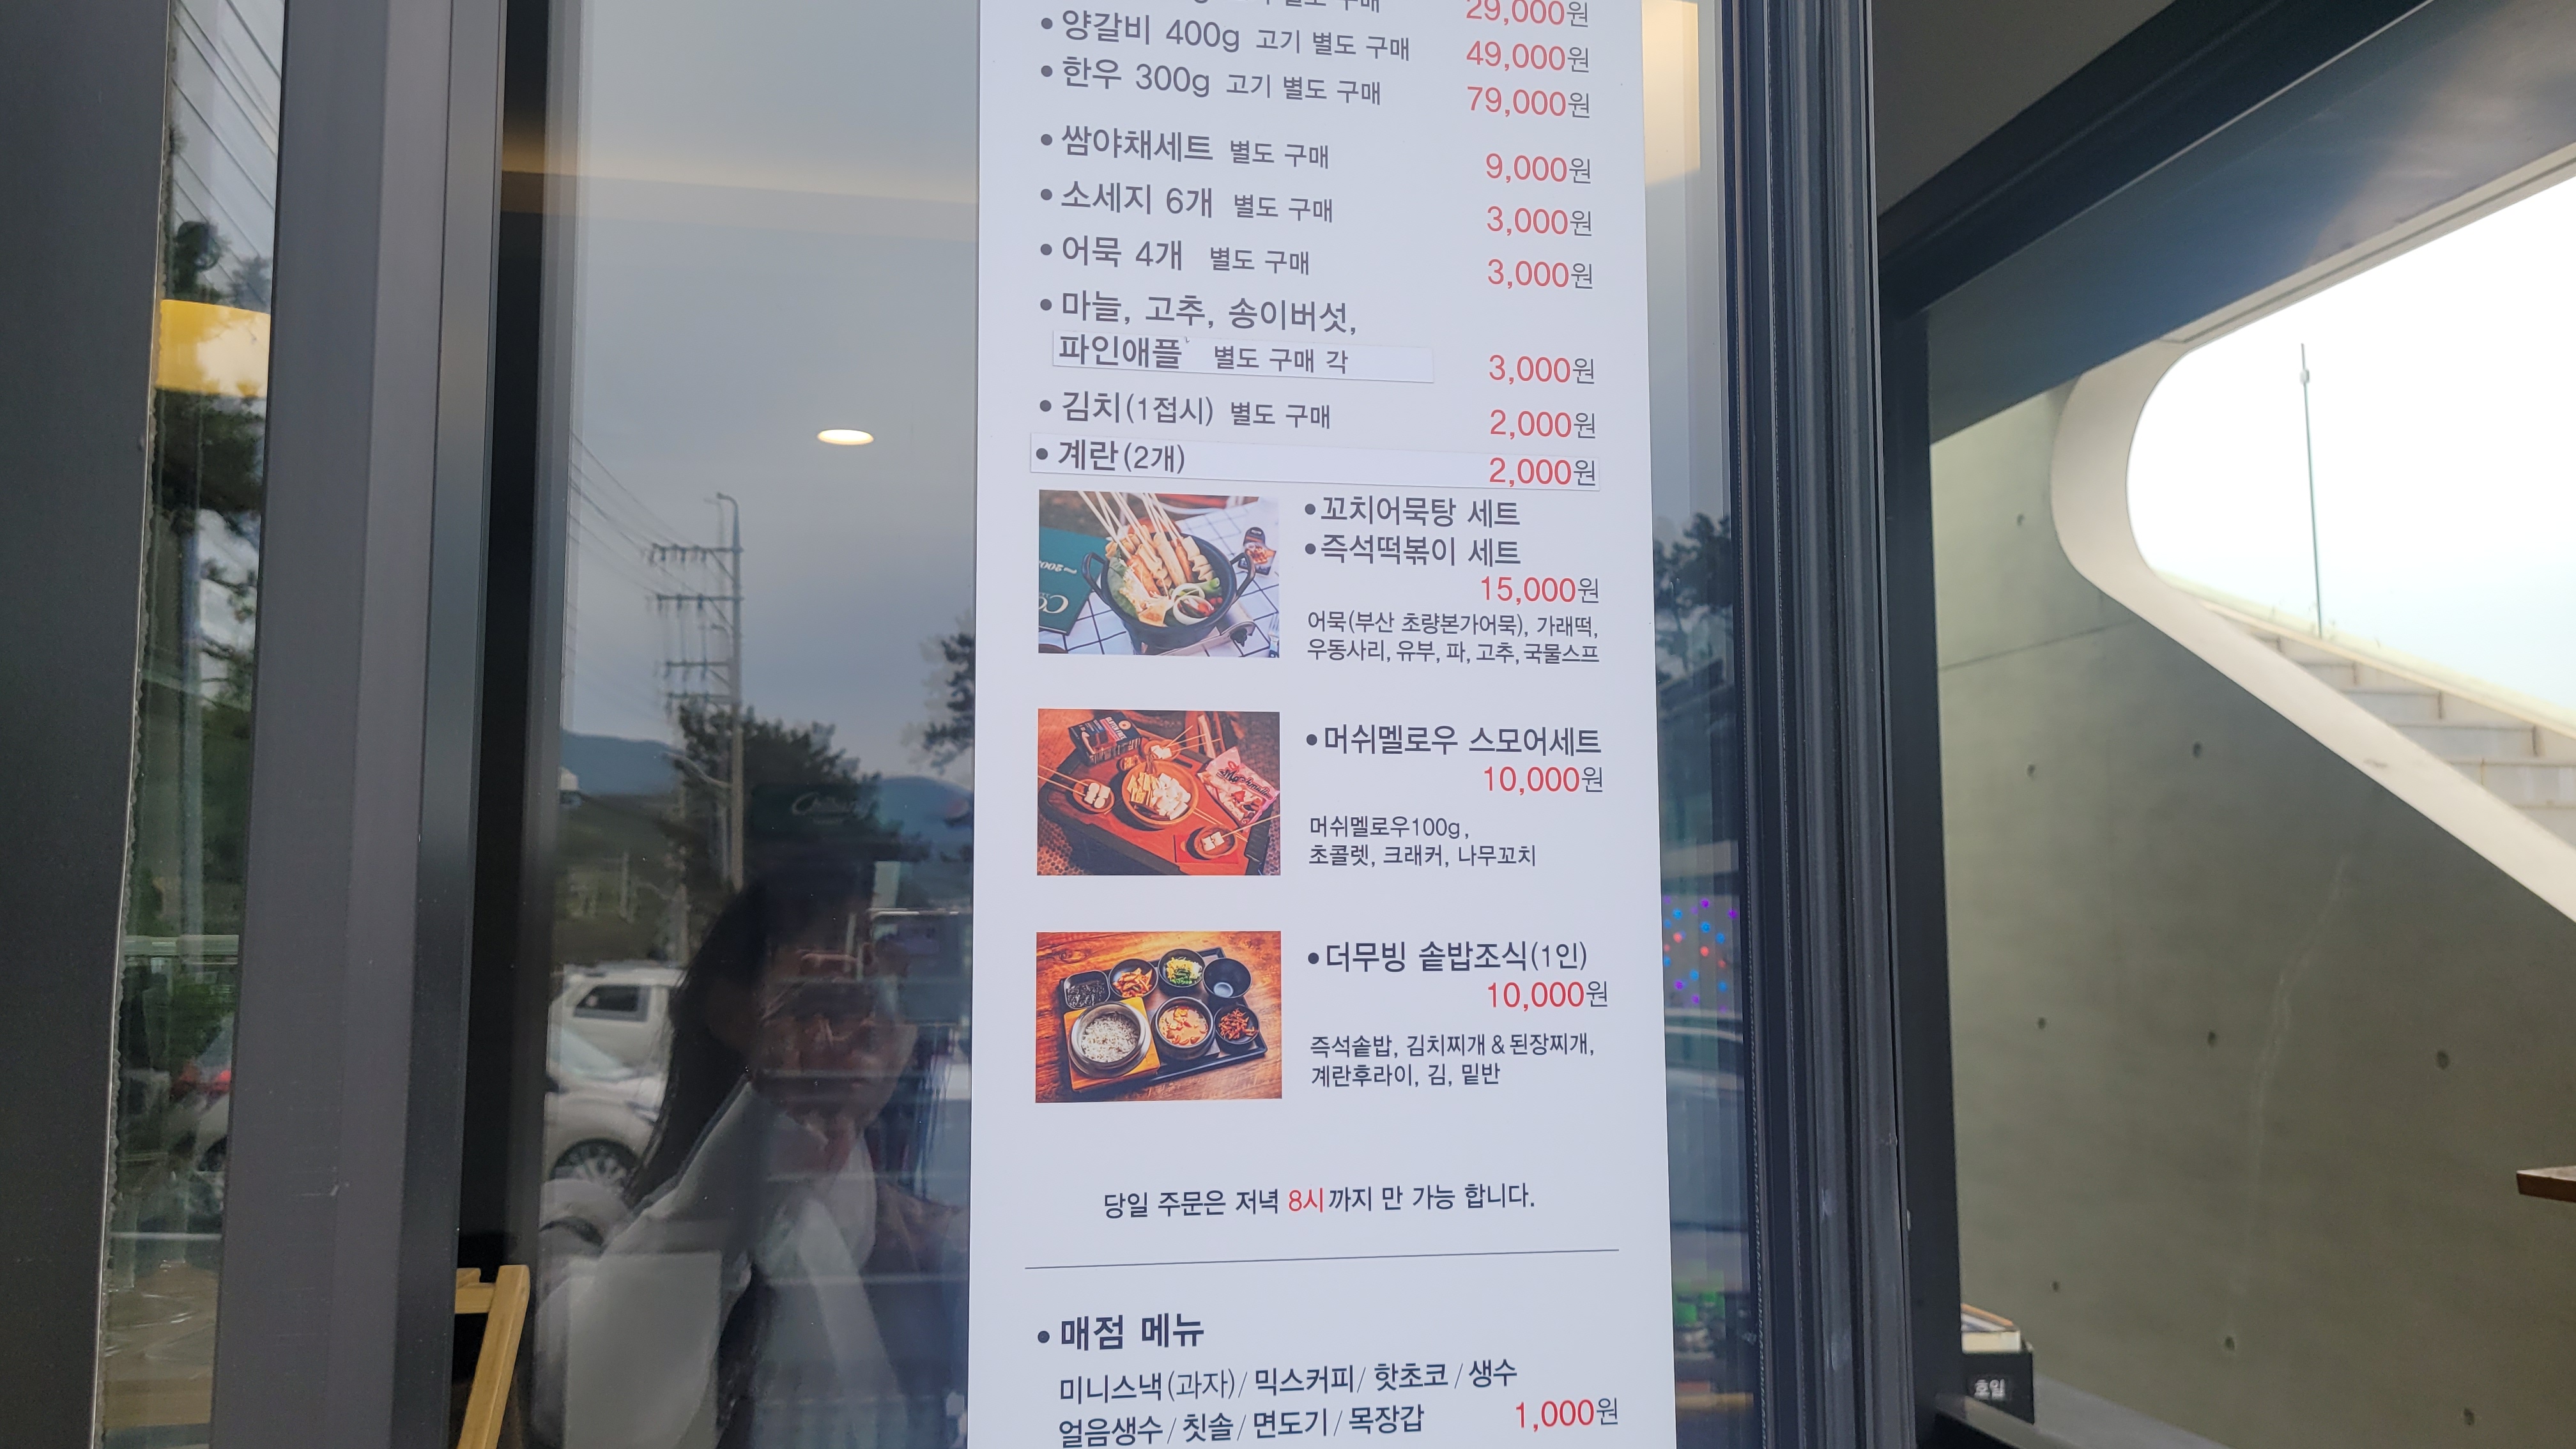 29,000원
• 양갈비 400g 고기 별도 구매 49,000원
• 한우 300g 고기 별도 구매 79,000원
• 쌈야채세트 별도 구매 9,000원
• 소세지 6개 별도 구매 3,000원
• 어묵 4개 별도 구매 3,000원
• 마늘, 고추, 송이버섯,
파인애플 별도 구매 각 3,000원
• 김치(1접시) 별도 구매 2,000원
• 계란(2개) 2,000원
• 꼬치어묵탕 세트
• 즉석떡볶이 세트
15,000원
어묵(부산 초량본가어묵), 가래떡,
우동사리, 유부, 파, 고추, 국물스프
• 머쉬멜로우 스모어세트
10,000원
머쉬멜로우100g,
초콜렛, 크래커, 나무꼬치
• 더무빙 솥밥조식(1인)
10,000원
즉석솥밥, 김치찌개&된장찌개,
계란후라이, 김, 밑반
당일 주문은 저녁 8시까지 만 가능 합니다.
• 매점 메뉴
미니스낵(과자)/ 믹스커피/ 핫초코 / 생수
얼음생수/ 칫솔/ 면도기/ 목장갑 1,000원
호일